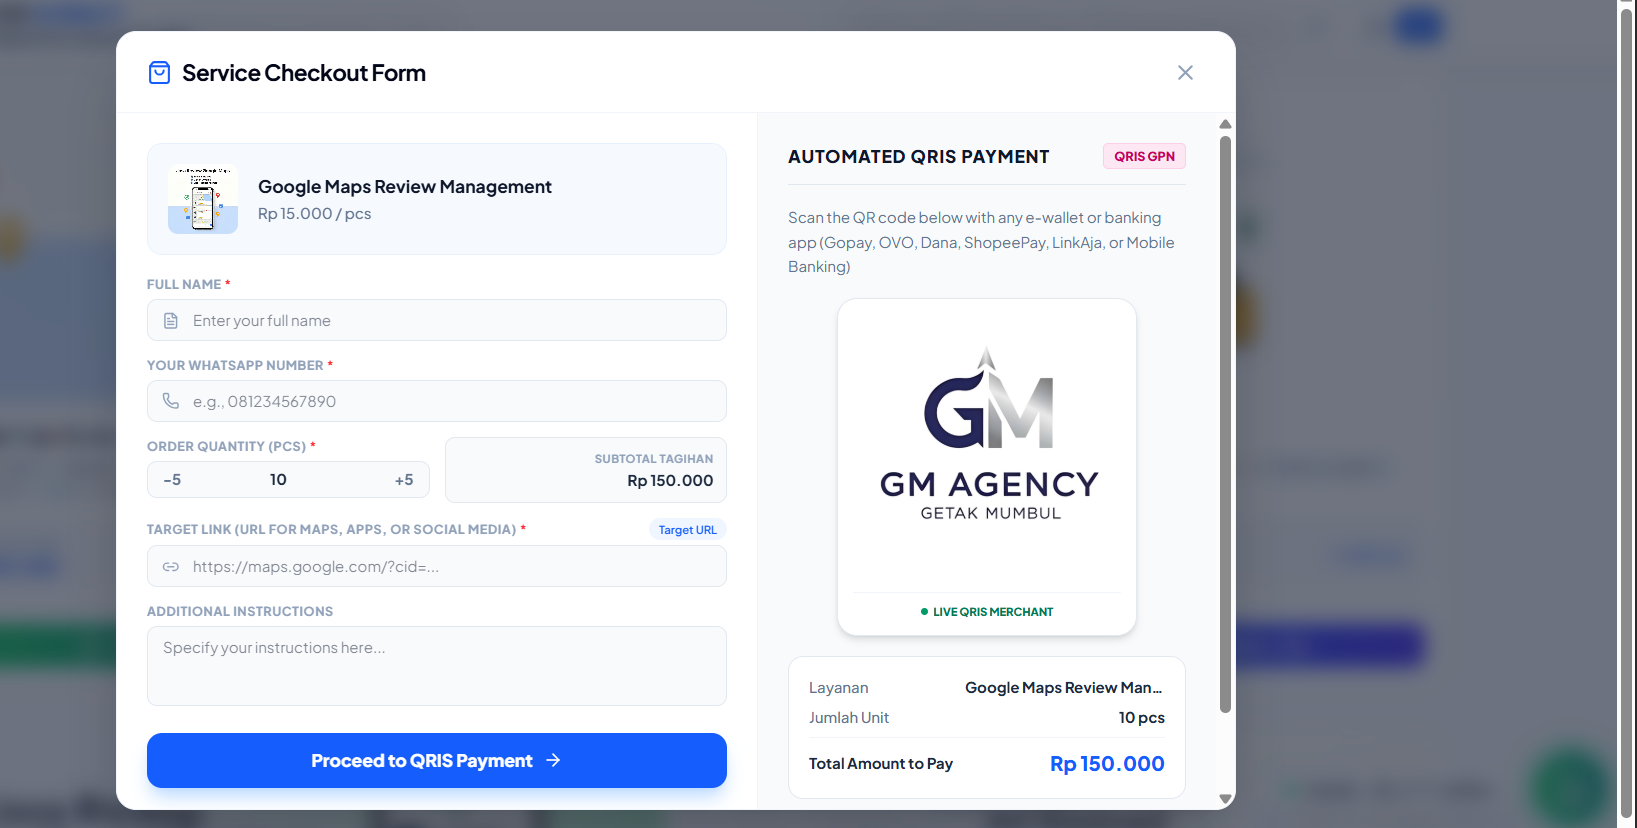 Service Checkout Form
Google Maps Review Management
Rp 15.000 / pcs
FULL NAME *
Enter your full name
YOUR WHATSAPP NUMBER *
e.g., 081234567890
ORDER QUANTITY (PCS) *
-5 10 +5
SUBTOTAL TAGIHAN
Rp 150.000
TARGET LINK (URL FOR MAPS, APPS, OR SOCIAL MEDIA) *
Target URL
https://maps.google.com/?cid=...
ADDITIONAL INSTRUCTIONS
Specify your instructions here...
Proceed to QRIS Payment →
AUTOMATED QRIS PAYMENT
QRIS GPN
Scan the QR code below with any e-wallet or banking
app (Gopay, OVO, Dana, ShopeePay, LinkAja, or Mobile
Banking)
GM
GM AGENCY
GETAK MUMBUL
LIVE QRIS MERCHANT
Layanan Google Maps Review Man...
Jumlah Unit 10 pcs
Total Amount to Pay Rp 150.000